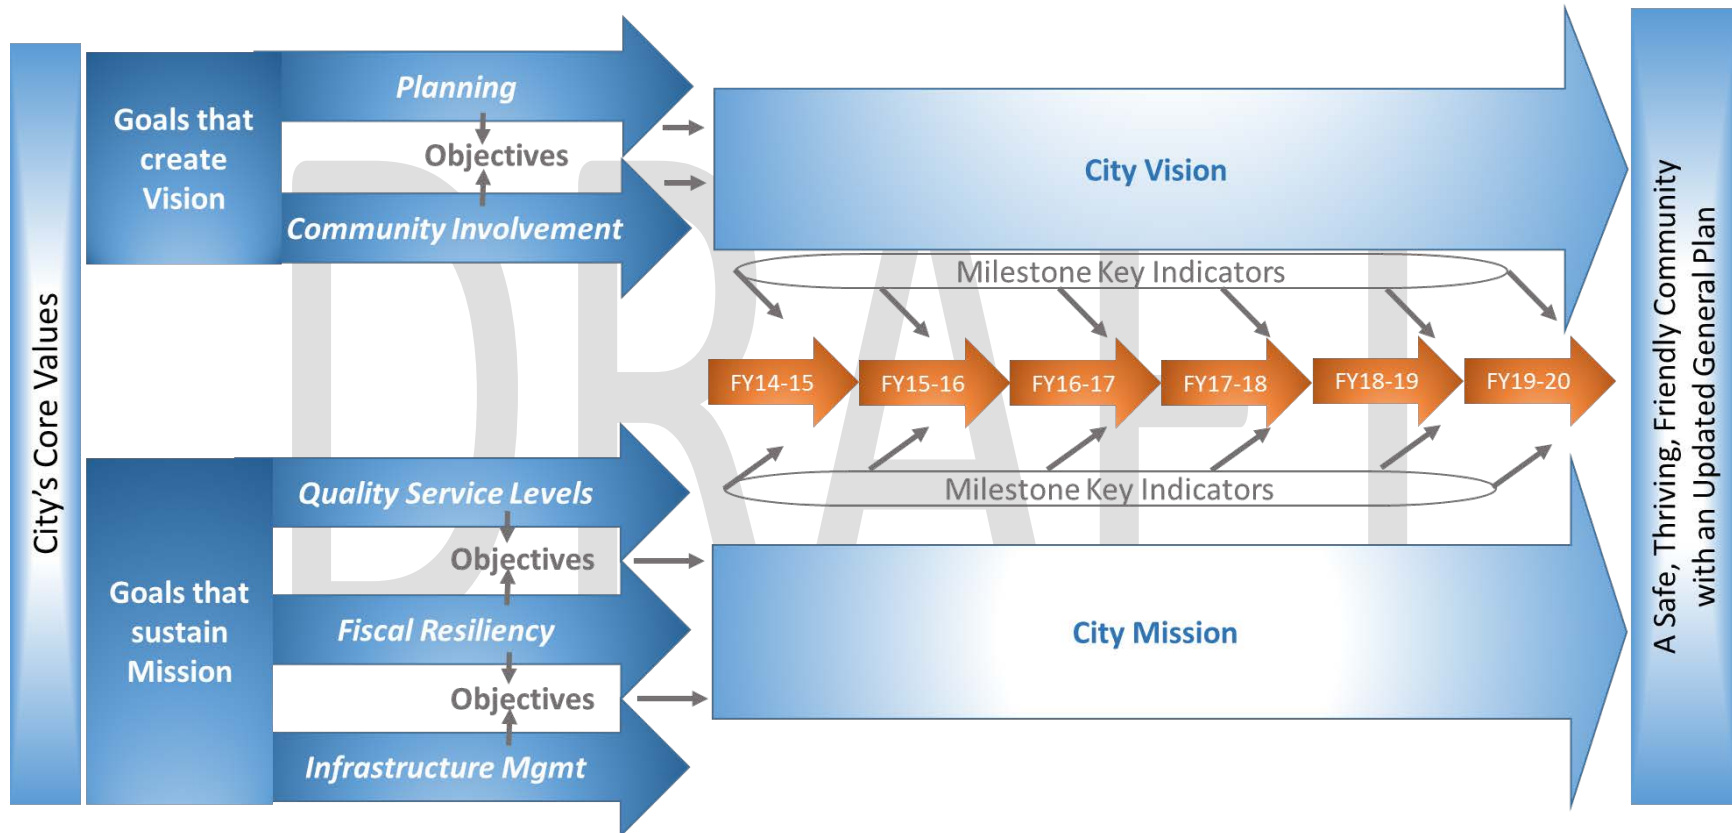 City's Core Values
Goals that
create
Vision
Planning
Objectives
Community Involvement
City Vision
Milestone Key Indicators
FY14-15
FY15-16
FY16-17
FY17-18
FY18-19
FY19-20
Milestone Key Indicators
Goals that
sustain
Mission
Quality Service Levels
Objectives
Fiscal Resiliency
Objectives
Infrastructure Mgmt
City Mission
A Safe, Thriving, Friendly Community
with an Updated General Plan
DRAFT